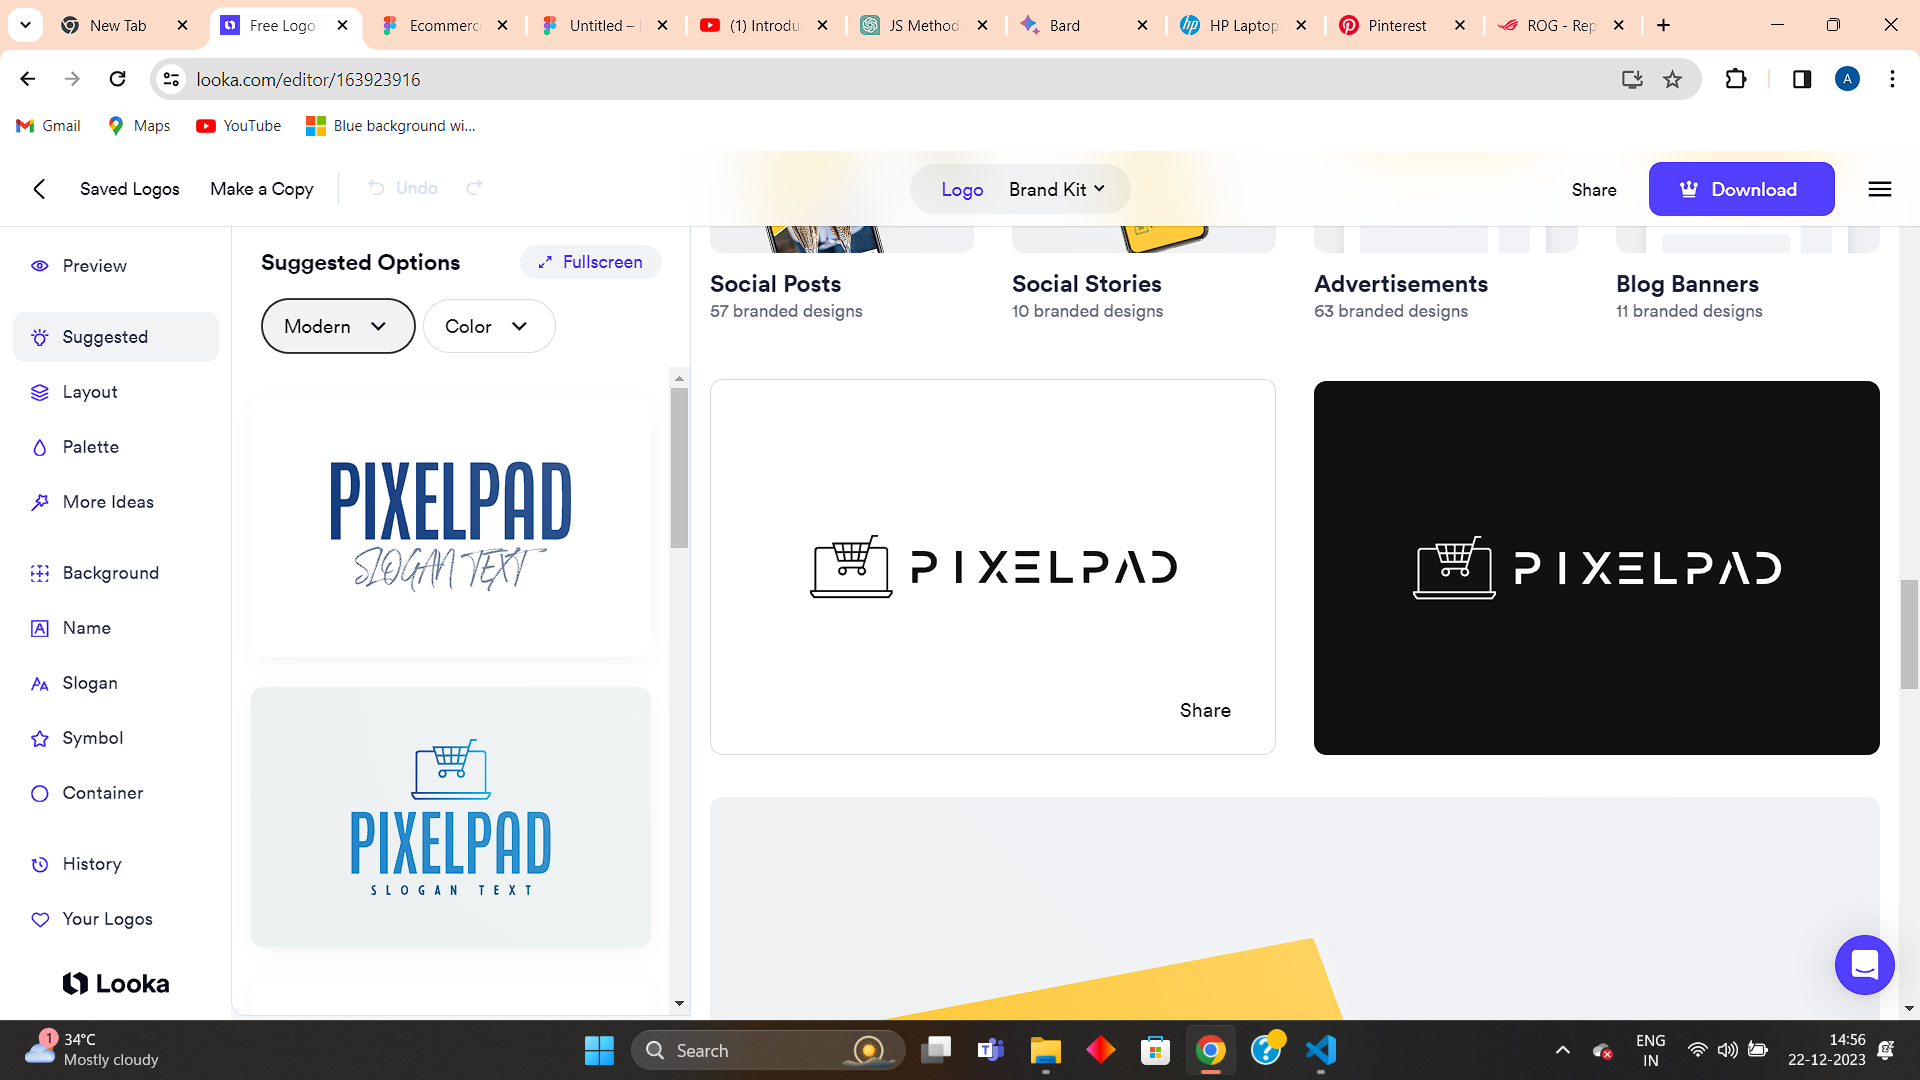 New Tab
Free Logo
Ecommerc
Untitled –
(1) Introdu
JS Method
Bard
HP Laptop
Pinterest
ROG - Rep
looka.com/editor/163923916
A
Gmail
Maps
YouTube
Blue background wi...
Saved Logos
Make a Copy
Undo
Logo
Brand Kit
Share
Download
Preview
Suggested
Layout
Palette
More Ideas
Background
Name
Slogan
Symbol
Container
History
Your Logos
Looka
Suggested Options
Fullscreen
Modern
Color
PIXELPAD
SLOGAN TEXT
PIXELPAD
SLOGAN TEXT
Social Posts
57 branded designs
Social Stories
10 branded designs
Advertisements
63 branded designs
Blog Banners
11 branded designs
PIXELPAD
Share
PIXELPAD
1
34°C
Mostly cloudy
Search
ENG
IN
14:56
22-12-2023